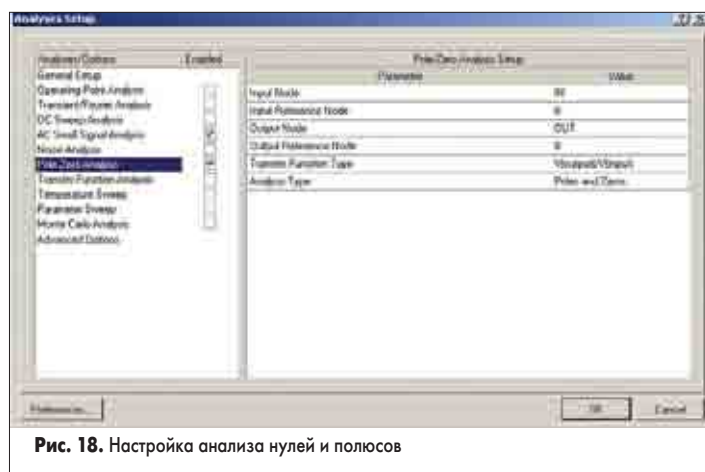 Analyses Setup
Analyses/Options Enabled
General Setup
Operating Point Analysis
Transient/Fourier Analysis
DC Sweep Analysis
AC Small Signal Analysis
Noise Analysis
Pole-Zero Analysis
Transfer Function Analysis
Temperature Sweep
Parameter Sweep
Monte Carlo Analysis
Advanced Options
Pole-Zero Analysis Setup
Parameter Value
Input Node IN
Input Reference Node 0
Output Node OUT
Output Reference Node 0
Transfer Function Type Voutput/Vinput
Analysis Type Poles and Zeros
Preferences... OK Cancel
Рис. 18. Настройка анализа нулей и полюсов